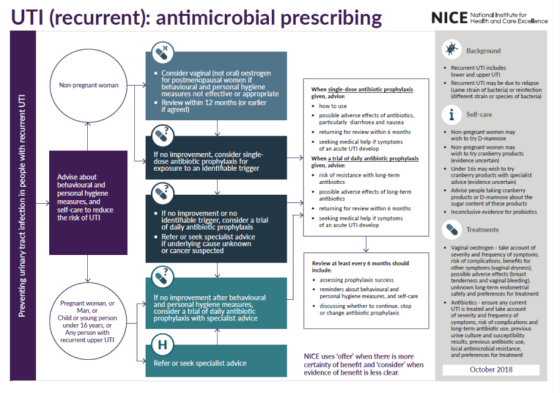 UTI (recurrent): antimicrobial prescribing
NICE National Institute for
Health and Care Excellence
Preventing urinary tract infection in people with recurrent UTI
Non-pregnant woman
Advise about
behavioural and
personal hygiene
measures, and
self-care to reduce
the risk of UTI
Pregnant woman, or
Man, or
Child or young person
under 16 years, or
Any person with
recurrent upper UTI
• Consider vaginal (not oral) oestrogen
for postmenopausal women if
behavioural and personal hygiene
measures not effective or appropriate
• Review within 12 months (or earlier
if agreed)
If no improvement, consider single-
dose antibiotic prophylaxis for
exposure to an identifiable trigger
• If no improvement or no
identifiable trigger, consider a trial
of daily antibiotic prophylaxis
• Refer or seek specialist advice
if underlying cause unknown
or cancer suspected
If no improvement after behavioural
and personal hygiene measures,
consider a trial of daily antibiotic
prophylaxis with specialist advice
H
Refer or seek specialist advice
When single-dose antibiotic prophylaxis
given, advise:
• how to use
• possible adverse effects of antibiotics,
particularly diarrhoea and nausea
• returning for review within 6 months
• seeking medical help if symptoms
of an acute UTI develop
When a trial of daily antibiotic prophylaxis
given, advise:
• risk of resistance with long-term
antibiotics
• possible adverse effects of long-term
antibiotics
• returning for review within 6 months
• seeking medical help if symptoms
of an acute UTI develop
Review at least every 6 months should
include:
• assessing prophylaxis success
• reminders about behavioural and
personal hygiene measures, and self-care
• discussing whether to continue, stop
or change antibiotic prophylaxis
NICE uses 'offer' when there is more
certainty of benefit and 'consider' when
evidence of benefit is less clear.
Background
• Recurrent UTI includes
lower and upper UTI
• Recurrent UTI may be due to relapse
(same strain of bacteria) or reinfection
(different strain or species of bacteria)
Self-care
• Non-pregnant women may
wish to try D-mannose
• Non-pregnant women may
wish to try cranberry products
(evidence uncertain)
• Under 16s may wish to try
cranberry products with specialist
advice (evidence uncertain)
• Advise people taking cranberry
products or D-mannose about the
sugar content of these products
• Inconclusive evidence for probiotics
Treatments
• Vaginal oestrogen - take account of
severity and frequency of symptoms,
risk of complications, benefits for
other symptoms (vaginal dryness),
possible adverse effects (breast
tenderness and vaginal bleeding),
unknown long-term endometrial
safety and preferences for treatment
• Antibiotics - ensure any current
UTI is treated and take account
of severity and frequency of
symptoms, risk of complications and
long-term antibiotic use, previous
urine culture and susceptibility
results, previous antibiotic use,
local antimicrobial resistance,
and preferences for treatment
October 2018